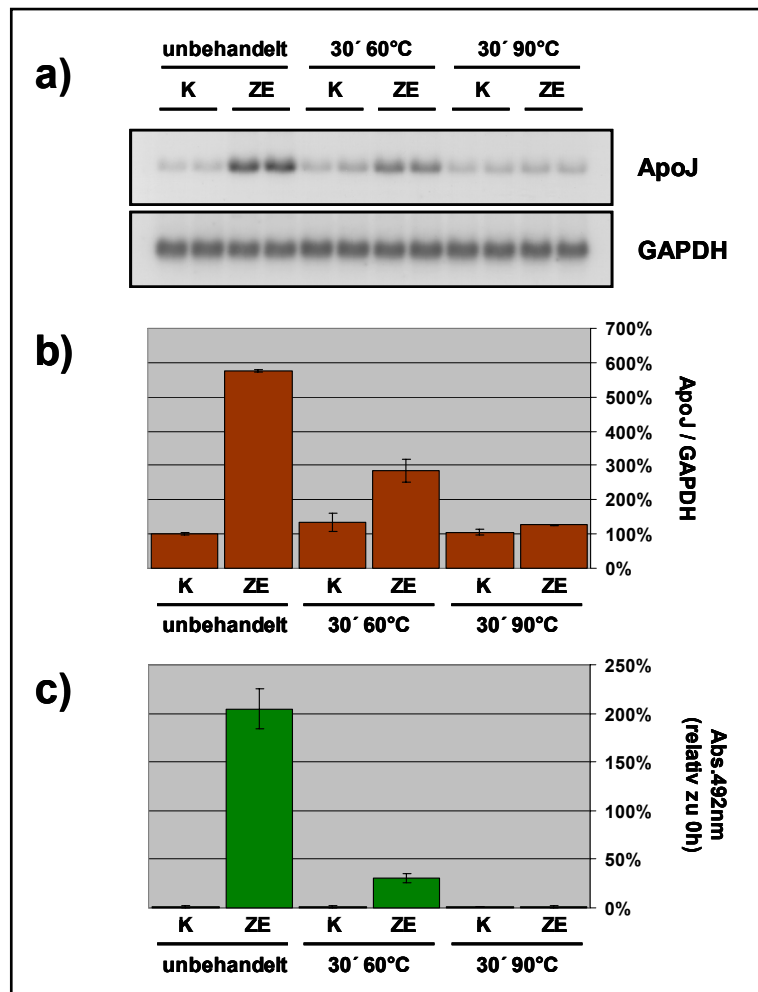 a)
unbehandelt 30´ 60°C 30´ 90°C
K ZE K ZE K ZE
ApoJ
GAPDH
b)
700%
600%
500%
400%
300%
200%
100%
0%
ApoJ / GAPDH
K ZE K ZE K ZE
unbehandelt 30´ 60°C 30´ 90°C
c)
250%
200%
150%
100%
50%
0%
Abs.492nm
(relativ zu 0h)
K ZE K ZE K ZE
unbehandelt 30´ 60°C 30´ 90°C